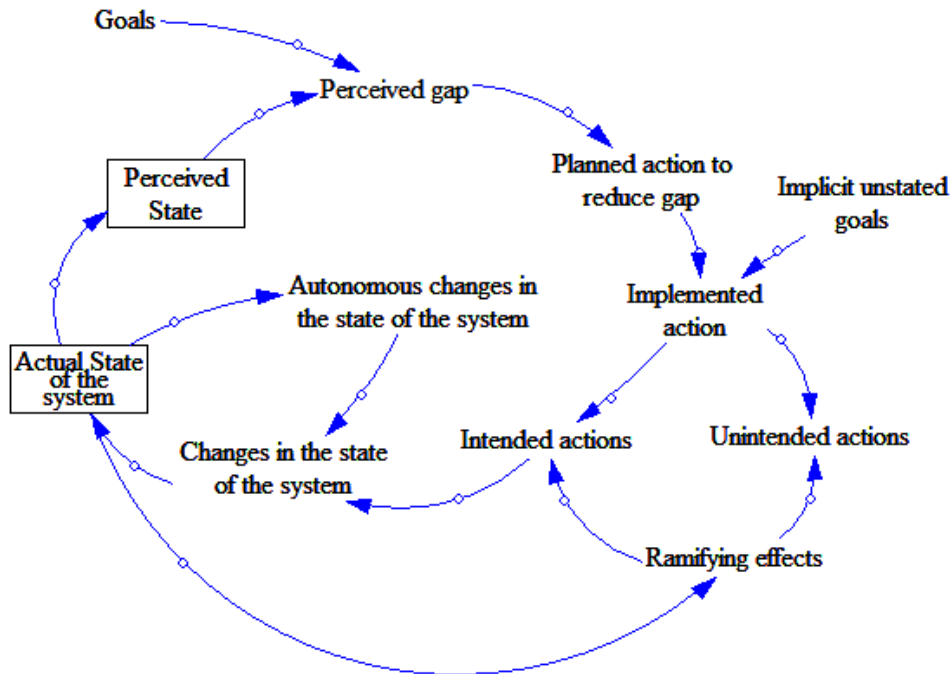 Goals
Perceived gap
Planned action to
reduce gap
Implicit unstated
goals
Perceived
State
Autonomous changes in
the state of the system
Implemented
action
Actual State
of the
system
Changes in the state
of the system
Intended actions
Unintended actions
Ramifying effects